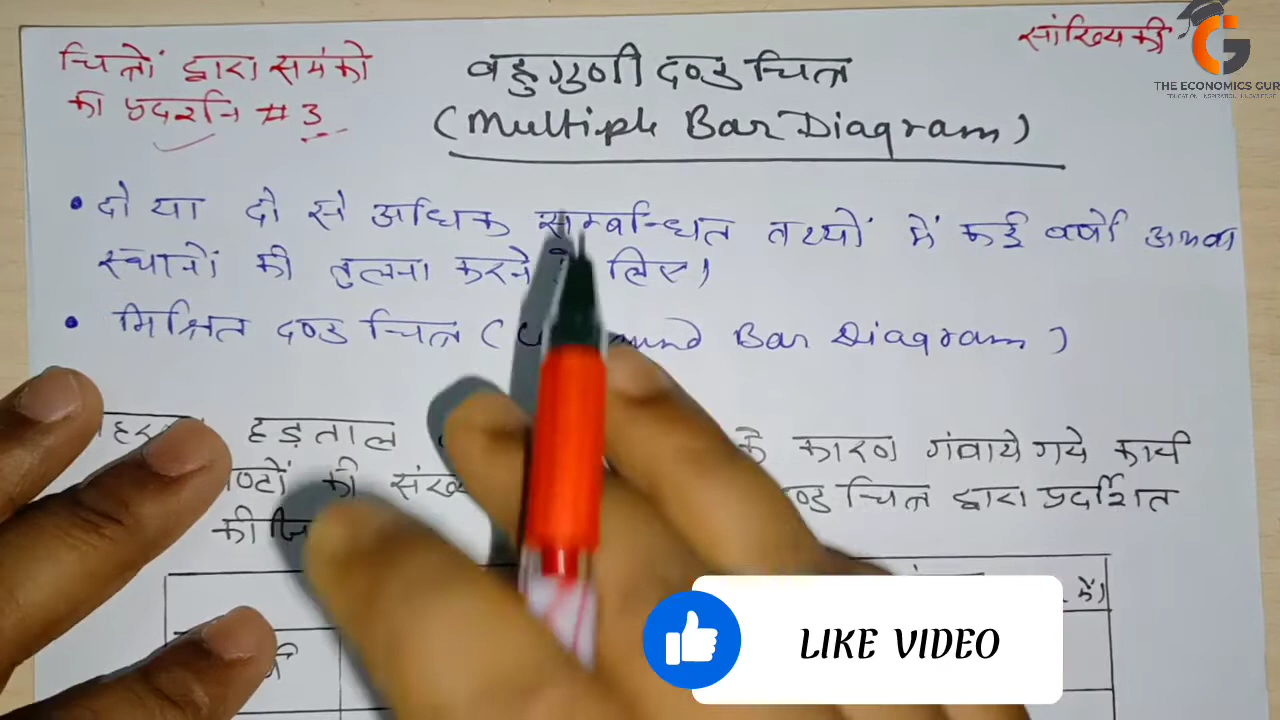 चित्रों द्वारा समंको
का प्रदर्शन # 3
सांख्यिकी
THE ECONOMICS GUR
बहुगुणी दण्ड चित्र
(Multiple Bar Diagram)
• दो या दो से अधिक सम्बन्धित तथ्यों में कई वर्षों अथवा
स्थानों की तुलना करने लिए।
• मिश्रित दण्ड चित्र ( Bar Diagram)
हड़ताल के कारण गंवाये गये कार्य
की संख्य चित्र द्वारा प्रदर्शित
में)
LIKE VIDEO